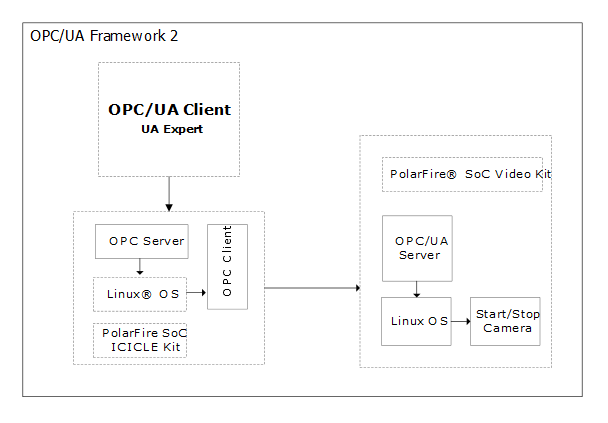 OPC/UA Framework 2
OPC/UA Client
UA Expert
OPC Server
Linux® OS
OPC Client
PolarFire SoC
ICICLE Kit
PolarFire® SoC Video Kit
OPC/UA
Server
Linux OS
Start/Stop
Camera